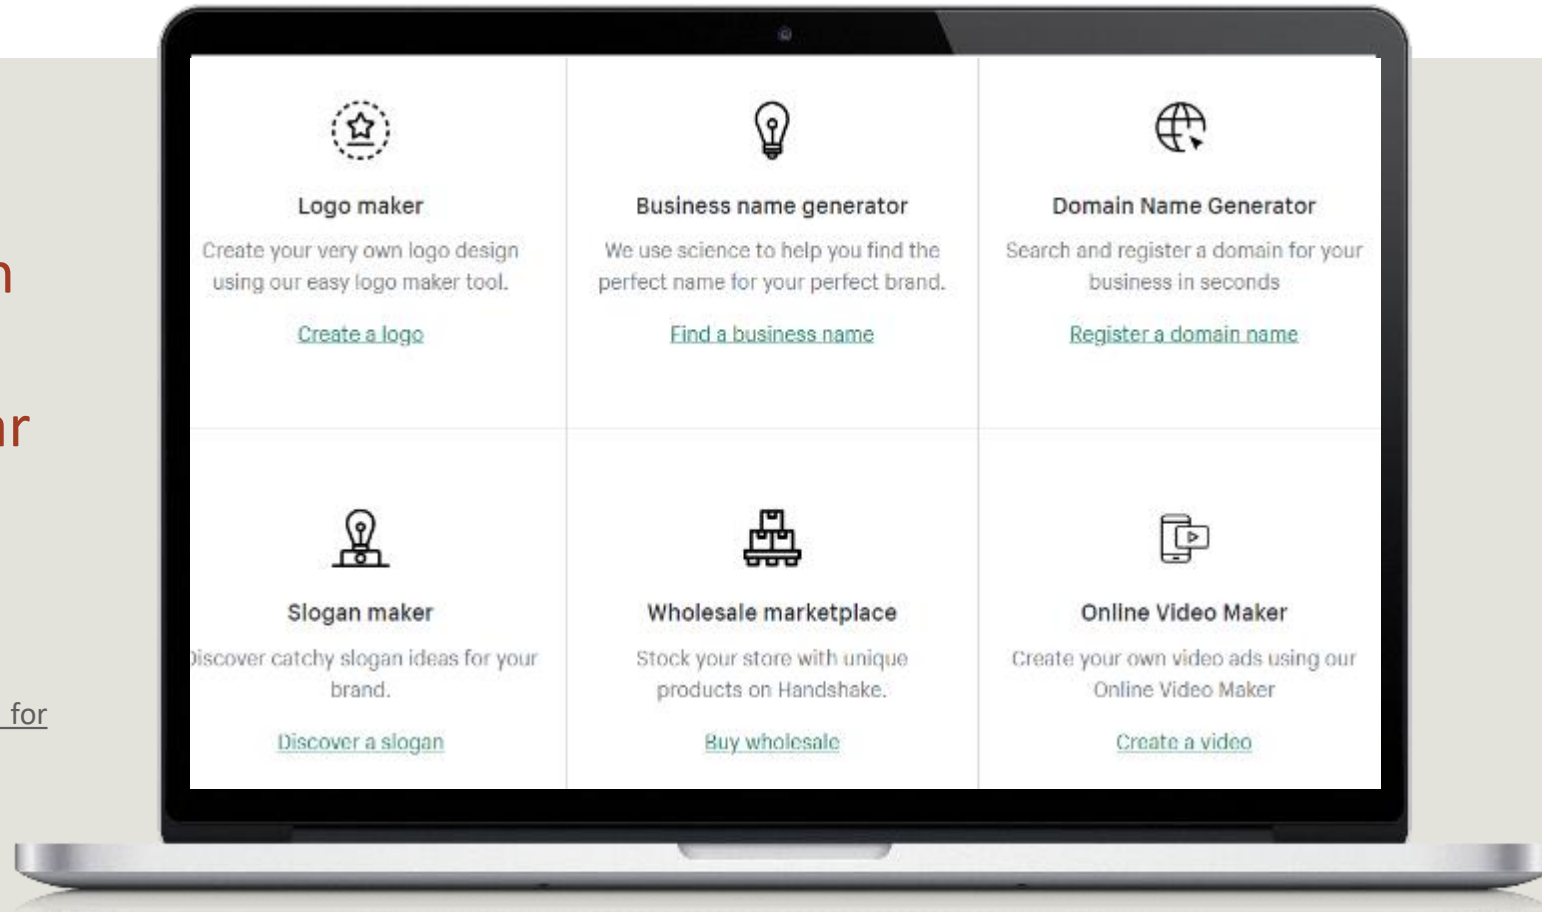 n
ar
for
Logo maker
Create your very own logo design
using our easy logo maker tool.
Create a logo
Business name generator
We use science to help you find the
perfect name for your perfect brand.
Find a business name
Domain Name Generator
Search and register a domain for your
business in seconds
Register a domain name
Slogan maker
Discover catchy slogan ideas for your
brand.
Discover a slogan
Wholesale marketplace
Stock your store with unique
products on Handshake.
Buy wholesale
Online Video Maker
Create your own video ads using our
Online Video Maker
Create a video